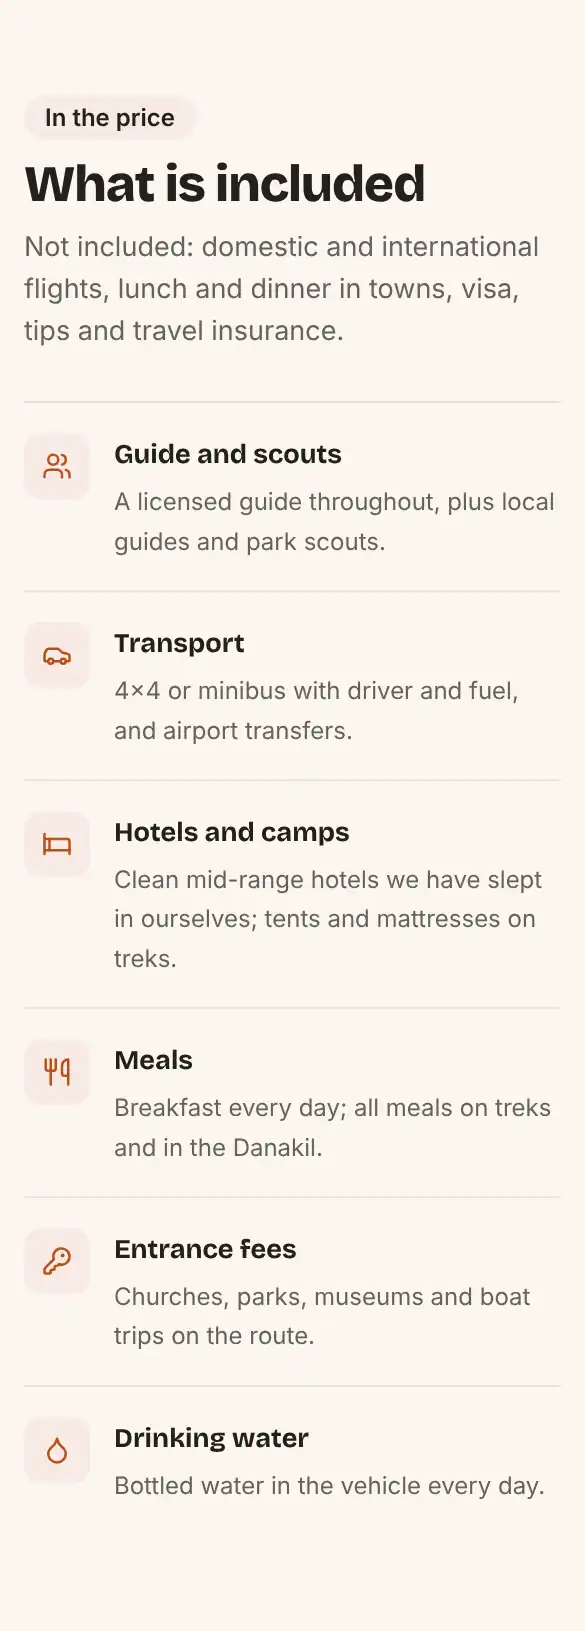 In the price
What is included
Not included: domestic and international
flights, lunch and dinner in towns, visa,
tips and travel insurance.
Guide and scouts
A licensed guide throughout, plus local
guides and park scouts.
Transport
4×4 or minibus with driver and fuel,
and airport transfers.
Hotels and camps
Clean mid-range hotels we have slept
in ourselves; tents and mattresses on
treks.
Meals
Breakfast every day; all meals on treks
and in the Danakil.
Entrance fees
Churches, parks, museums and boat
trips on the route.
Drinking water
Bottled water in the vehicle every day.